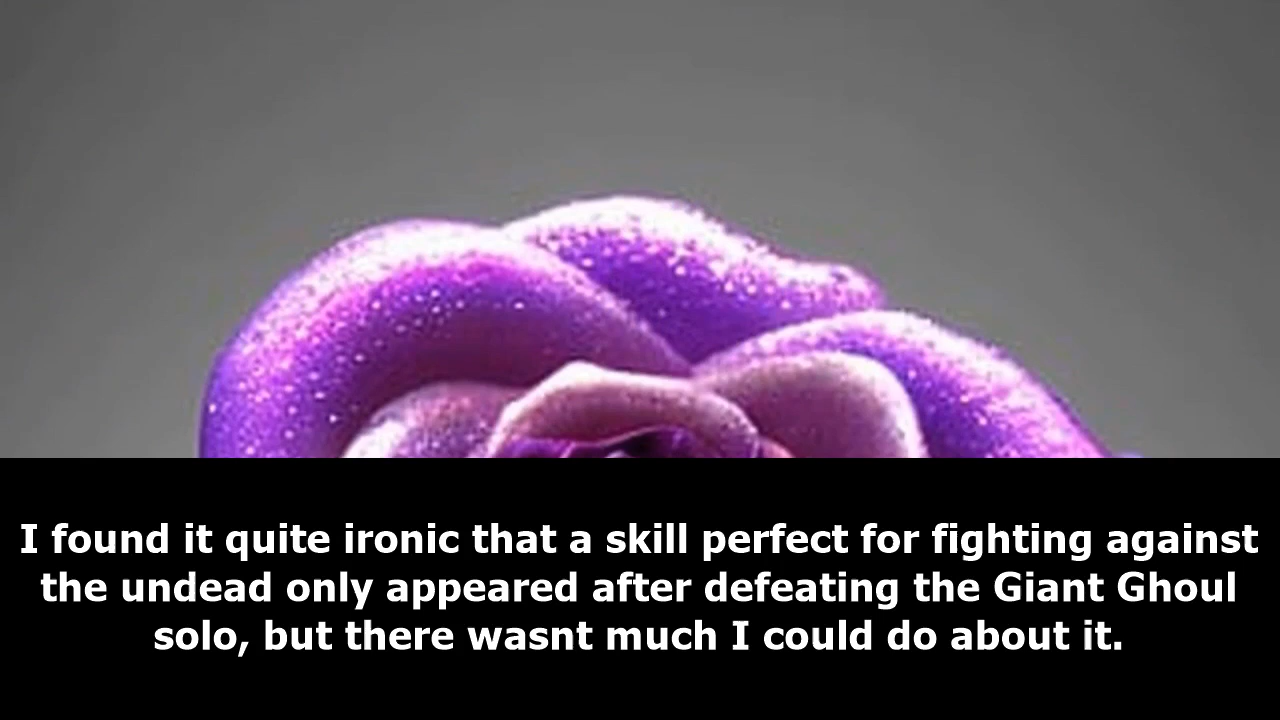 I found it quite ironic that a skill perfect for fighting against
the undead only appeared after defeating the Giant Ghoul
solo, but there wasnt much I could do about it.